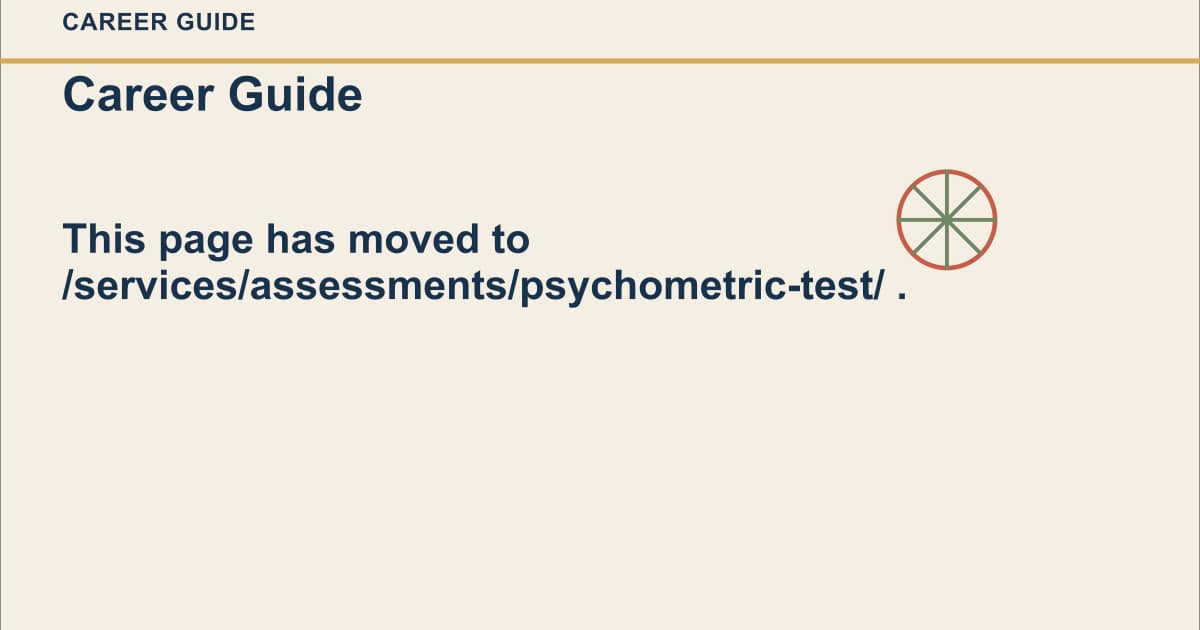 CAREER GUIDE
Career Guide
This page has moved to
/services/assessments/psychometric-test/ .